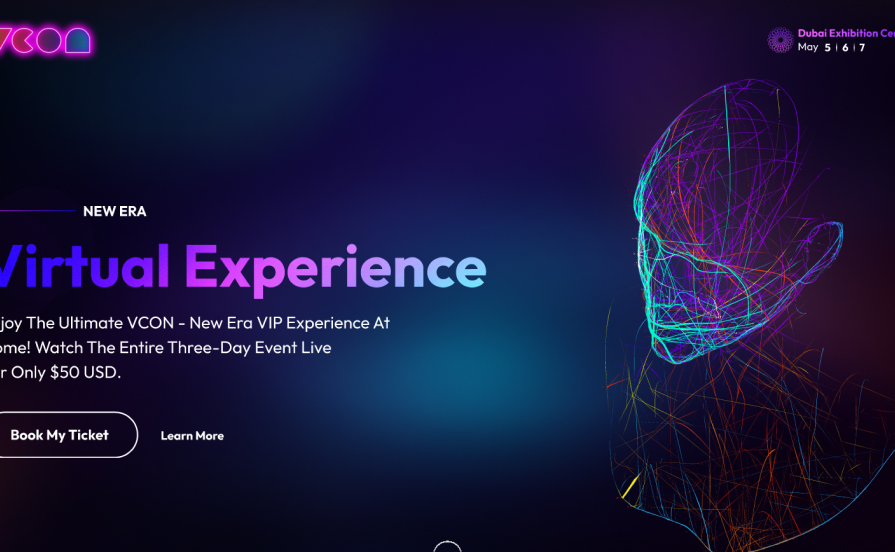 VCON
Dubai Exhibition Ce
May 5 | 6 | 7
NEW ERA
Virtual Experience
joy The Ultimate VCON - New Era VIP Experience At
ome! Watch The Entire Three-Day Event Live
r Only $50 USD.
Book My Ticket
Learn More